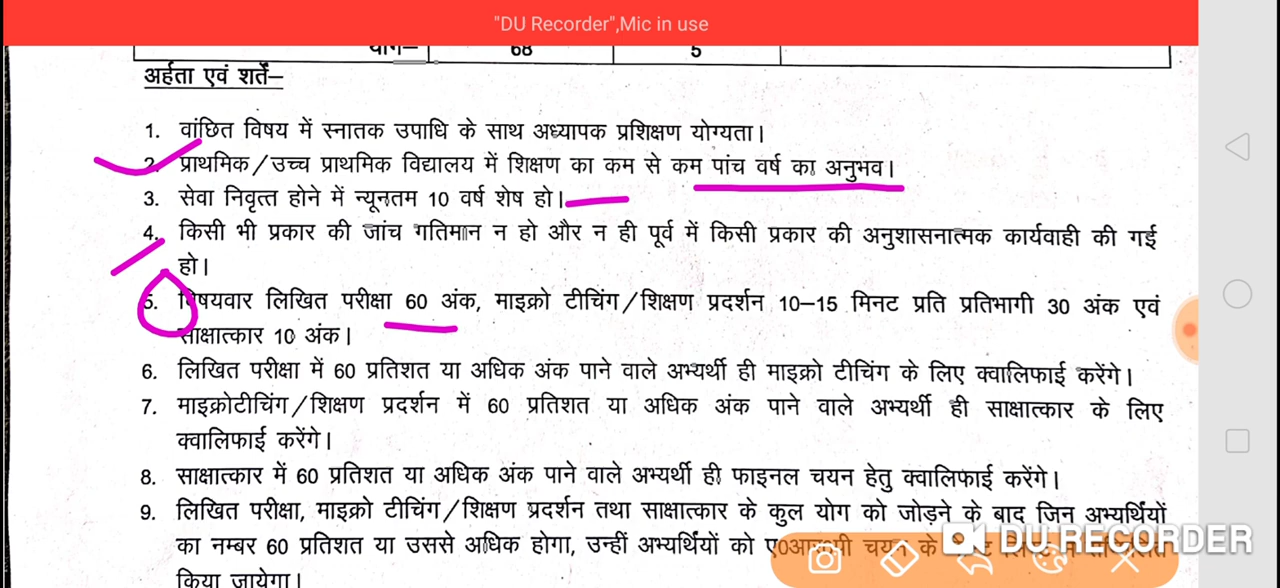 "DU Recorder",Mic in use
योग– 68 5
अर्हता एवं शर्तें–
1. वांछित विषय में स्नातक उपाधि के साथ अध्यापक प्रशिक्षण योग्यता।
2. प्राथमिक/उच्च प्राथमिक विद्यालय में शिक्षण का कम से कम पांच वर्ष का अनुभव।
3. सेवा निवृत्त होने में न्यूनतम 10 वर्ष शेष हो।
4. किसी भी प्रकार की जांच गतिमान न हो और न ही पूर्व में किसी प्रकार की अनुशासनात्मक कार्यवाही की गई
हो।
5. विषयवार लिखित परीक्षा 60 अंक, माइक्रो टीचिंग/शिक्षण प्रदर्शन 10–15 मिनट प्रति प्रतिभागी 30 अंक एवं
साक्षात्कार 10 अंक।
6. लिखित परीक्षा में 60 प्रतिशत या अधिक अंक पाने वाले अभ्यर्थी ही माइक्रो टीचिंग के लिए क्वालिफाई करेंगे।
7. माइक्रोटीचिंग/शिक्षण प्रदर्शन में 60 प्रतिशत या अधिक अंक पाने वाले अभ्यर्थी ही साक्षात्कार के लिए
क्वालिफाई करेंगे।
8. साक्षात्कार में 60 प्रतिशत या अधिक अंक पाने वाले अभ्यर्थी ही फाइनल चयन हेतु क्वालिफाई करेंगे।
9. लिखित परीक्षा, माइक्रो टीचिंग/शिक्षण प्रदर्शन तथा साक्षात्कार के कुल योग को जोड़ने के बाद जिन अभ्यर्थियों
का नम्बर 60 प्रतिशत या उससे अधिक होगा, उन्हीं अभ्यर्थियों को चयन के
DU RECORDER
किया जायेगा।